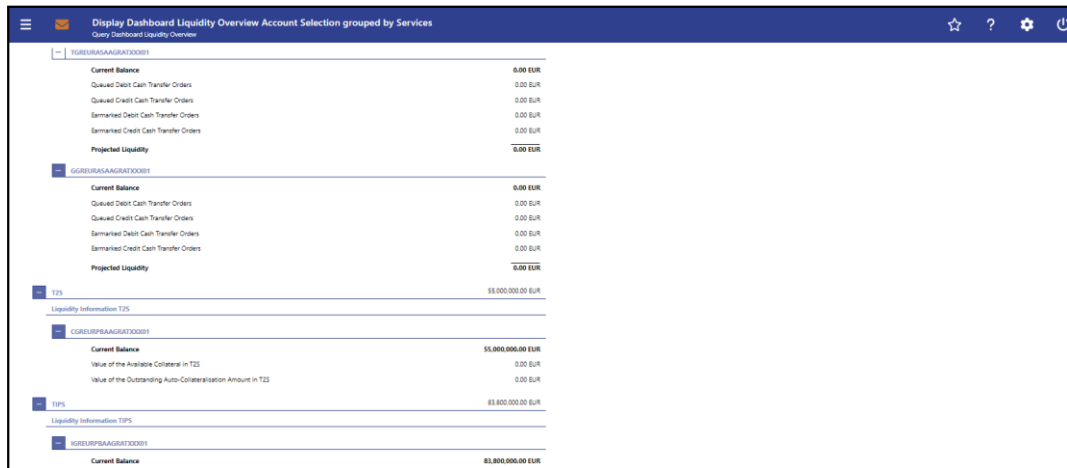 Display Dashboard Liquidity Overview Account Selection grouped by Services
Query Dashboard Liquidity Overview
TGREURASAAGRATXXXI01
Current Balance 0.00 EUR
Queued Debit Cash Transfer Orders 0.00 EUR
Queued Credit Cash Transfer Orders 0.00 EUR
Earmarked Debit Cash Transfer Orders 0.00 EUR
Earmarked Credit Cash Transfer Orders 0.00 EUR
Projected Liquidity 0.00 EUR
GGREURASAAGRATXXXI01
Current Balance 0.00 EUR
Queued Debit Cash Transfer Orders 0.00 EUR
Queued Credit Cash Transfer Orders 0.00 EUR
Earmarked Debit Cash Transfer Orders 0.00 EUR
Earmarked Credit Cash Transfer Orders 0.00 EUR
Projected Liquidity 0.00 EUR
T2S 55,000,000.00 EUR
Liquidity Information T2S
CGREURPBAAGRATXXXI01
Current Balance 55,000,000.00 EUR
Value of the Available Collateral in T2S 0.00 EUR
Value of the Outstanding Auto-Collateralisation Amount in T2S 0.00 EUR
TIPS 83,800,000.00 EUR
Liquidity Information TIPS
IGREURPBAAGRATXXXI01
Current Balance 83,800,000.00 EUR